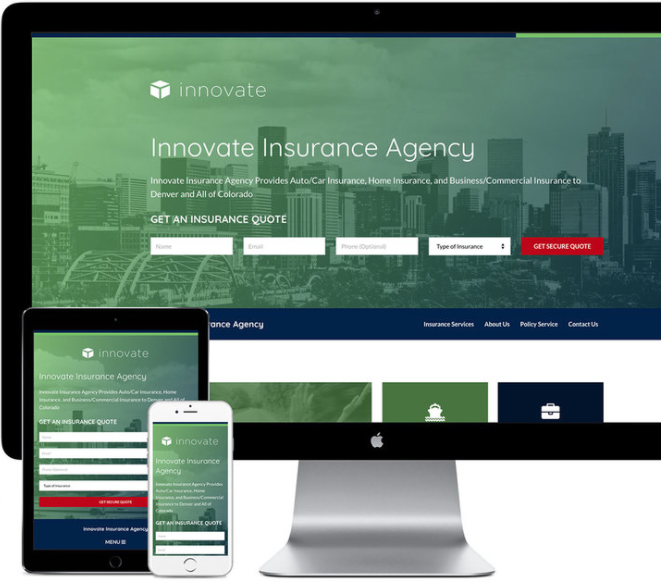 innovate
Innovate Insurance Agency
Innovate Insurance Agency Provides Auto/Car Insurance, Home Insurance, and Business/Commercial Insurance to
Denver and All of Colorado
GET AN INSURANCE QUOTE
Name
Email
Phone (Optional)
Type of Insurance
GET SECURE QUOTE
rance Agency
Insurance Services
About Us
Policy Service
Contact Us
innovate
Innovate Insurance Agency
Innovate Insurance Agency Provides Auto/Car Insurance, Home
Insurance, and Business/Commercial Insurance to Denver and All of
Colorado
GET AN INSURANCE QUOTE
Name
Email
Phone (Optional)
Type of Insurance
GET SECURE QUOTE
Innovate Insurance Agency
MENU
innovate
Innovate Insurance
Agency
Innovate Insurance Agency Provides
Auto/Car Insurance, Home
Insurance, and Business/Commercial
Insurance to Denver and All of
Colorado
GET AN INSURANCE QUOTE
Name
Email